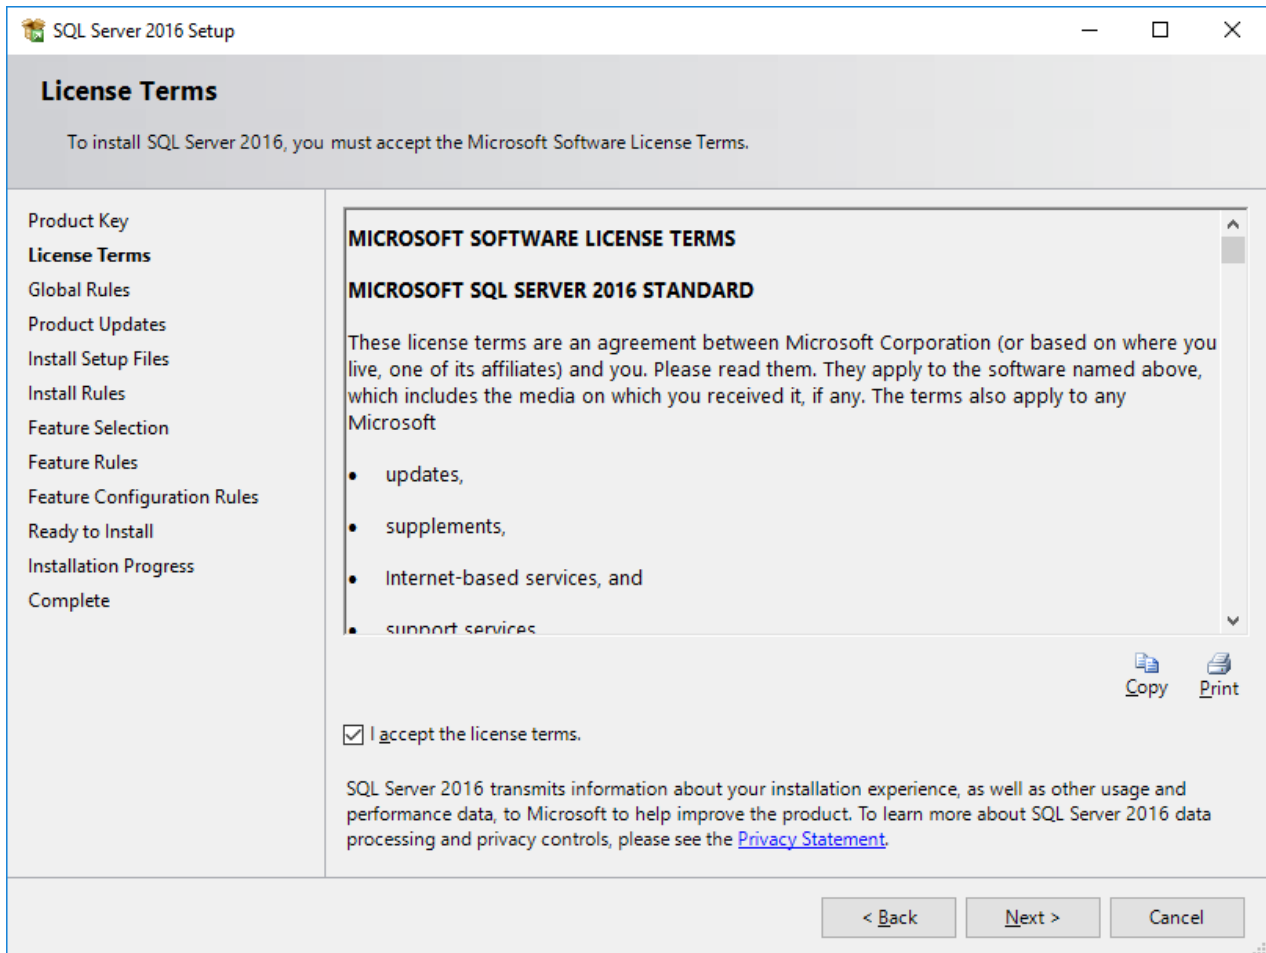 SQL Server 2016 Setup
License Terms
To install SQL Server 2016, you must accept the Microsoft Software License Terms.
Product Key
License Terms
Global Rules
Product Updates
Install Setup Files
Install Rules
Feature Selection
Feature Rules
Feature Configuration Rules
Ready to Install
Installation Progress
Complete
MICROSOFT SOFTWARE LICENSE TERMS
MICROSOFT SQL SERVER 2016 STANDARD
These license terms are an agreement between Microsoft Corporation (or based on where you
live, one of its affiliates) and you. Please read them. They apply to the software named above,
which includes the media on which you received it, if any. The terms also apply to any
Microsoft
• updates,
• supplements,
• Internet-based services, and
• support services
Copy
Print
I accept the license terms.
SQL Server 2016 transmits information about your installation experience, as well as other usage and
performance data, to Microsoft to help improve the product. To learn more about SQL Server 2016 data
processing and privacy controls, please see the Privacy Statement.
< Back
Next >
Cancel